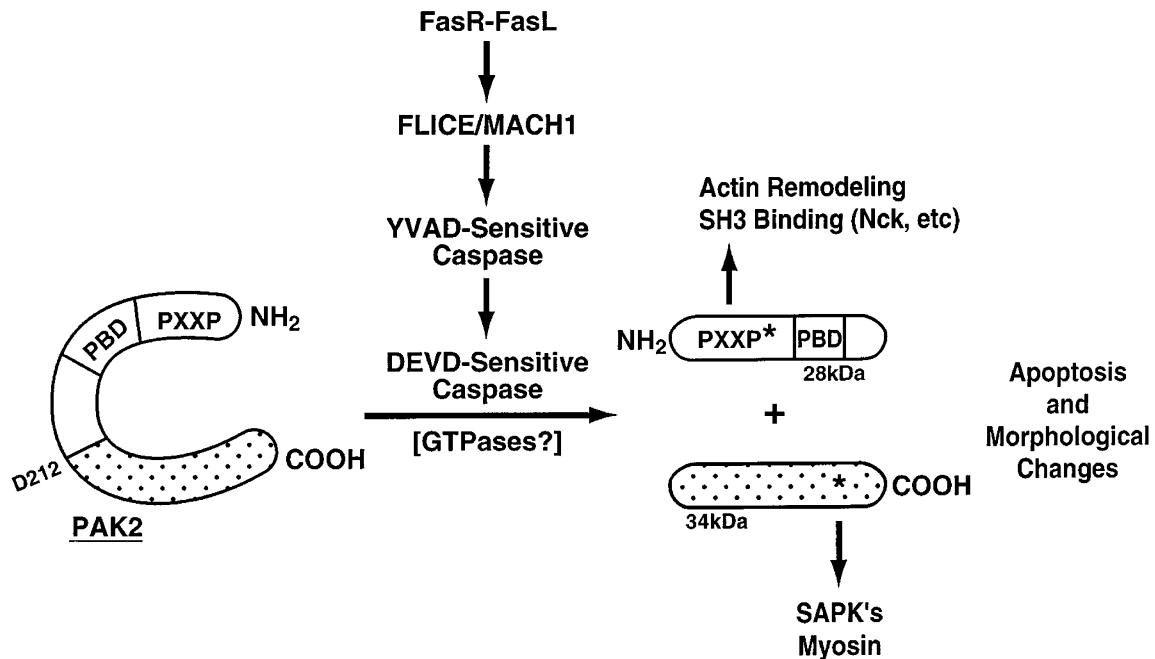 FasR-FasL
FLICE/MACH1
YVAD-Sensitive
Caspase
DEVD-Sensitive
Caspase
[GTPases?]
PXXP
NH2
PBD
D212
COOH
PAK2
Actin Remodeling
SH3 Binding (Nck, etc)
NH2
PXXP*
PBD
28kDa
+
*
COOH
34kDa
SAPK's
Myosin
Apoptosis
and
Morphological
Changes